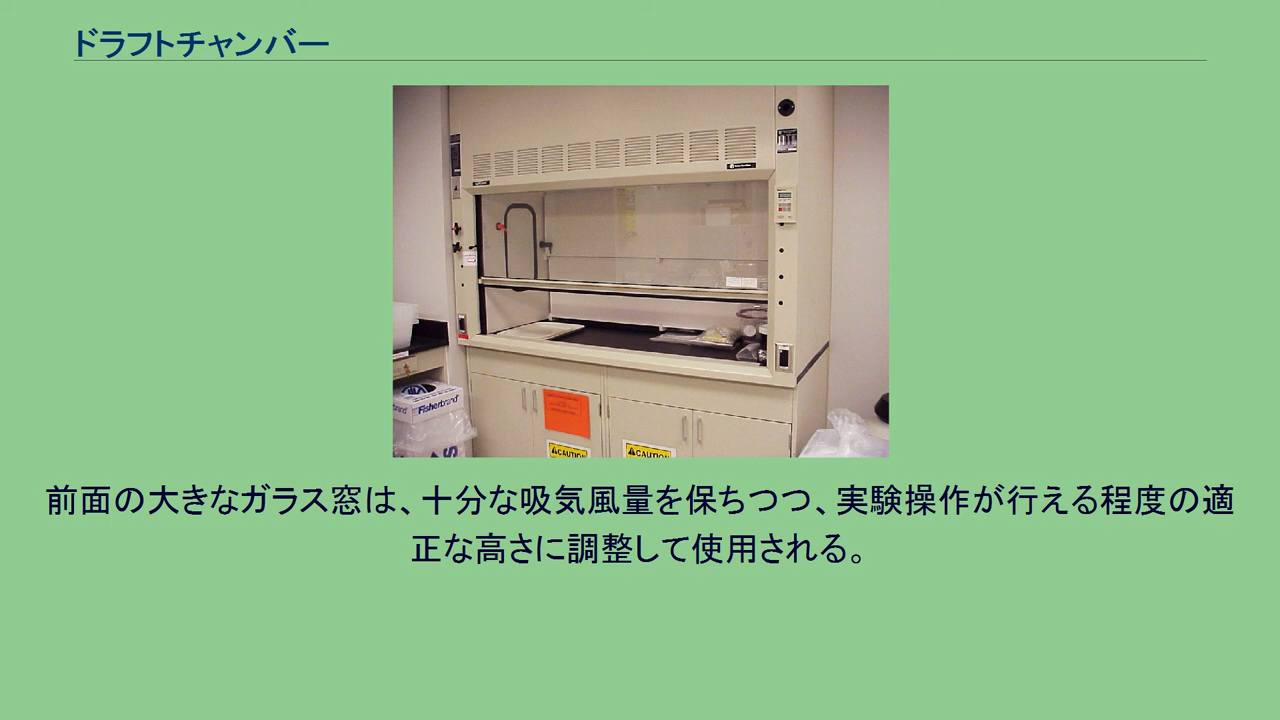 ドラフトチャンバー
Fisherbrand
CAUTION
CAUTION
前面の大きなガラス窓は、十分な吸気風量を保ちつつ、実験操作が行える程度の適
正な高さに調整して使用される。